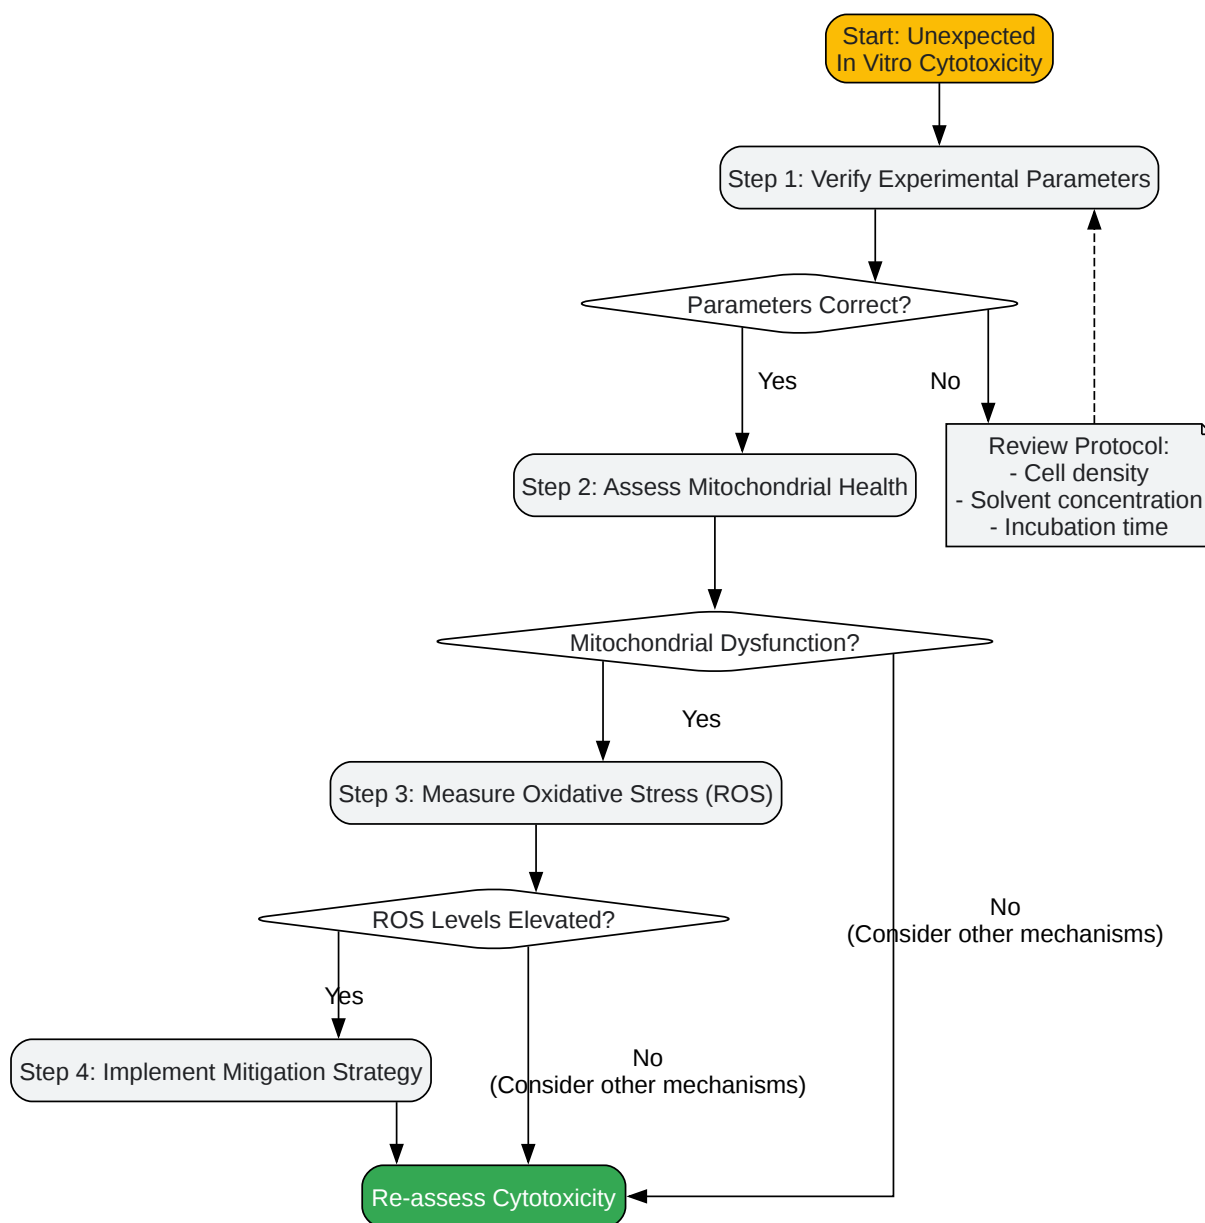 Start: Unexpected
In Vitro Cytotoxicity
Step 1: Verify Experimental Parameters
Parameters Correct?
Yes
No
Review Protocol:
- Cell density
- Solvent concentration
- Incubation time
Step 2: Assess Mitochondrial Health
Mitochondrial Dysfunction?
Yes
Step 3: Measure Oxidative Stress (ROS)
No
(Consider other mechanisms)
ROS Levels Elevated?
Yes
No
(Consider other mechanisms)
Step 4: Implement Mitigation Strategy
Re-assess Cytotoxicity